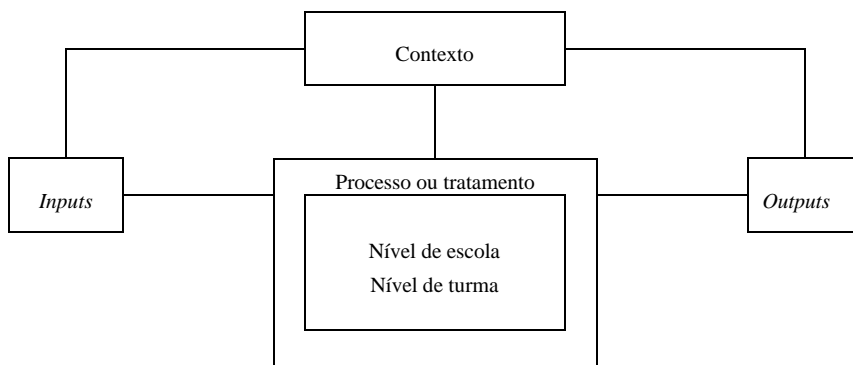 Contexto
Processo ou tratamento
Inputs
Outputs
Nível de escola
Nível de turma